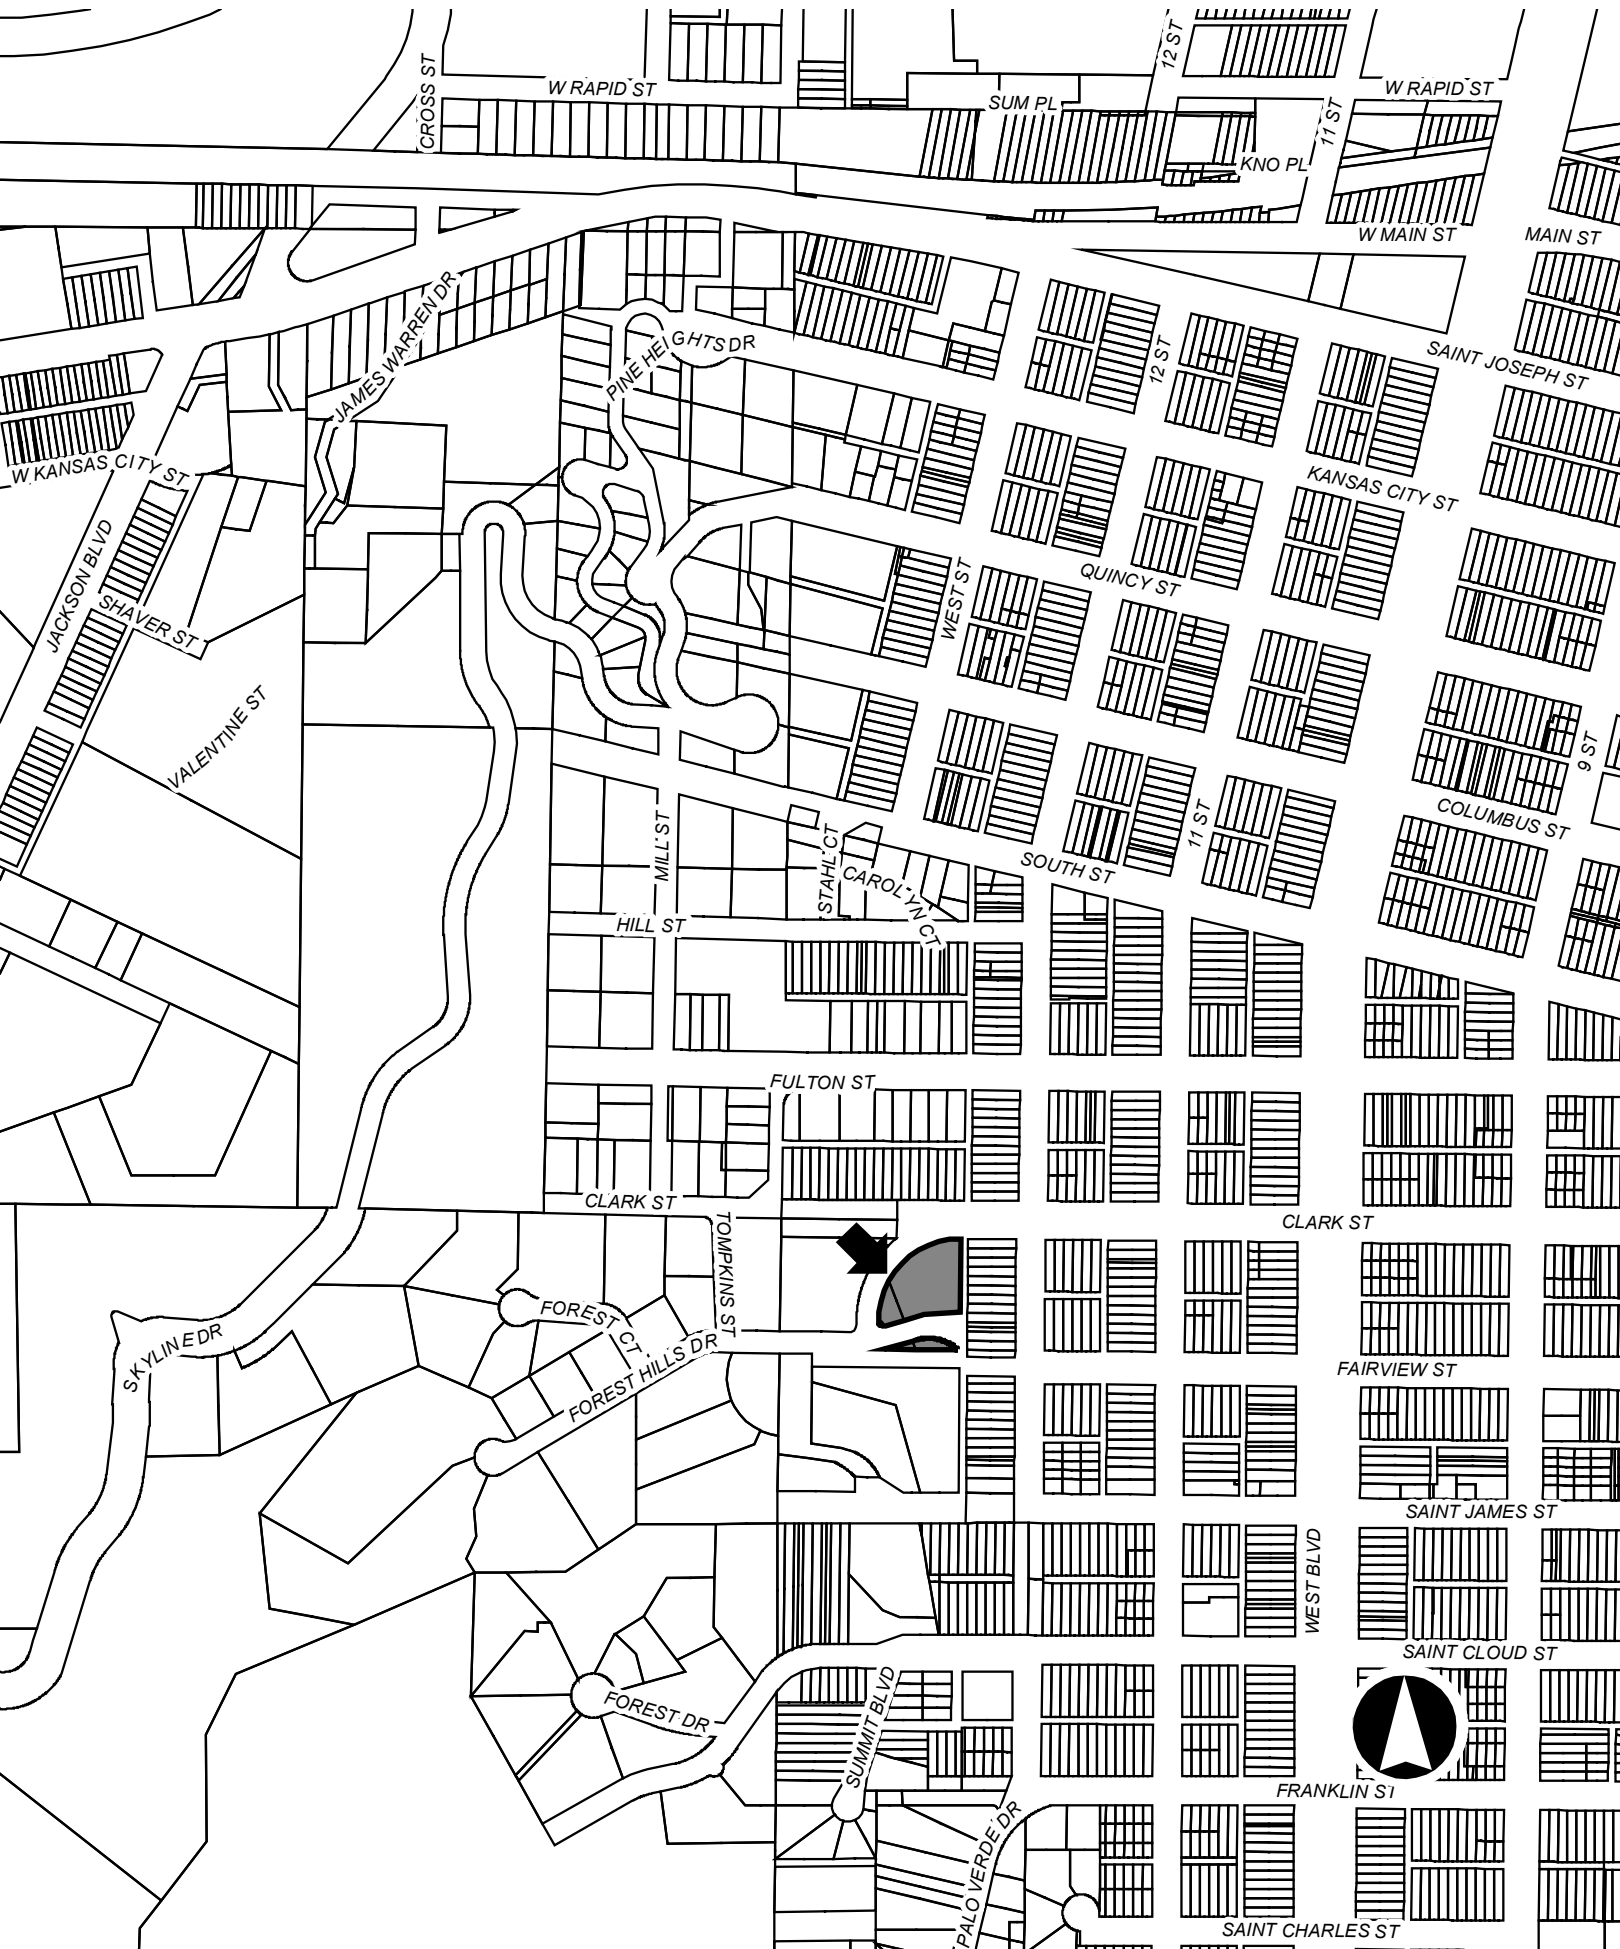 12 ST
CROSS ST
W RAPID ST
W RAPID ST
SUM PL
11 ST
KNO PL
W MAIN ST
MAIN ST
JAMES WARREN DR
PINE HEIGHTS DR
12 ST
SAINT JOSEPH ST
W KANSAS CITY ST
KANSAS CITY ST
JACKSON BLVD
QUINCY ST
WEST ST
SHAVER ST
VALENTINE ST
9 ST
COLUMBUS ST
11 ST
MILL ST
STAHL CT
CAROLYN CT
SOUTH ST
HILL ST
FULTON ST
CLARK ST
CLARK ST
TOMPKINS ST
FOREST CT
SKYLINE DR
FOREST HILLS DR
FAIRVIEW ST
SAINT JAMES ST
WEST BLVD
SAINT CLOUD ST
FOREST DR
SUMMIT BLVD
FRANKLIN ST
PALO VERDE DR
SAINT CHARLES ST